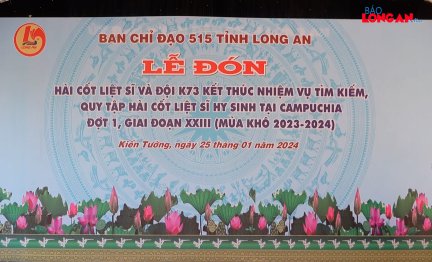 BÁO
LONG AN
BAN CHỈ ĐẠO 515 TỈNH LONG AN
LỄ ĐÓN
HÀI CỐT LIỆT SĨ VÀ ĐỘI K73 KẾT THÚC NHIỆM VỤ TÌM KIẾM,
QUY TẬP HÀI CỐT LIỆT SĨ HY SINH TẠI CAMPUCHIA
ĐỢT 1, GIAI ĐOẠN XXIII (MÙA KHÔ 2023-2024)
Kiến Tường, ngày 25 tháng 01 năm 2024